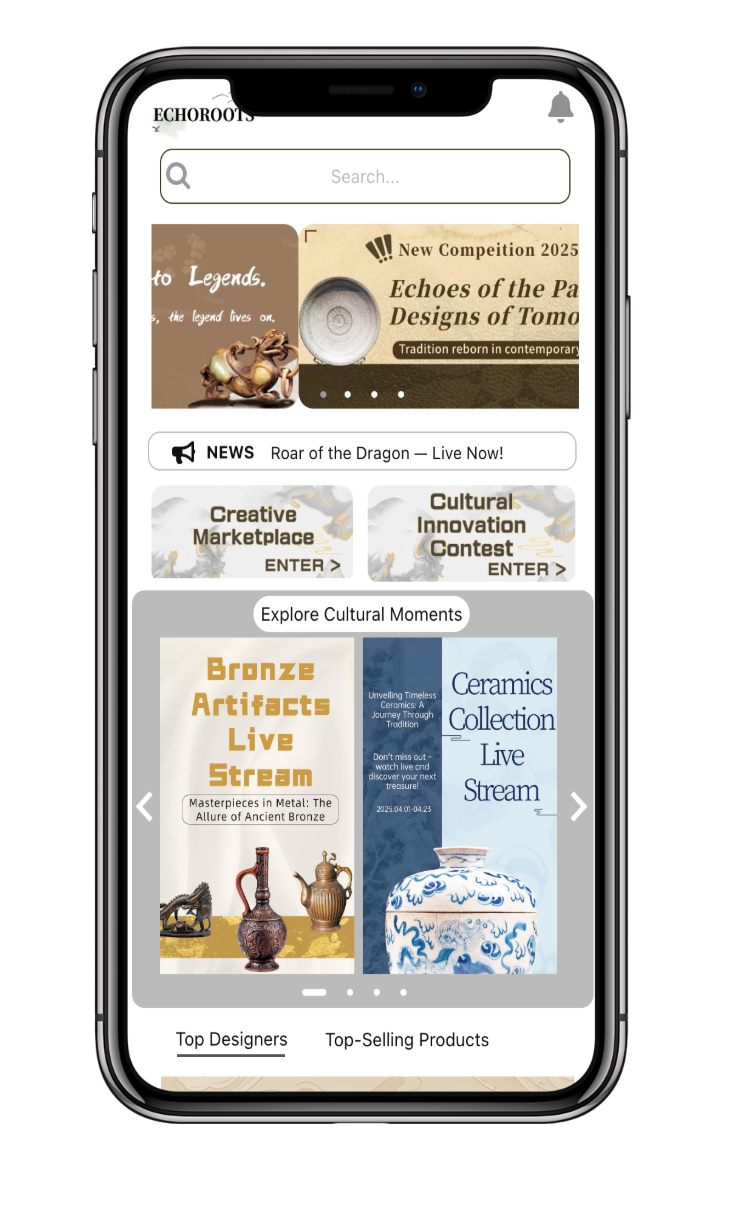 ECHOROOTS
Search...
to Legends.
s, the legend lives on.
New Compeition 2025
Echoes of the Pa
Designs of Tomo
Tradition reborn in contemporary
NEWS Roar of the Dragon — Live Now!
Creative
Marketplace
ENTER >
Cultural
Innovation
Contest
ENTER >
Explore Cultural Moments
Bronze
Artifacts
Live
Stream
Masterpieces in Metal: The
Allure of Ancient Bronze
Unveiling Timeless
Ceramics: A
Journey Through
Tradition
Don't miss out –
watch live and
discover your next
treasure!
2025.04.01-04.23
Ceramics
Collection
Live
Stream
Top Designers Top-Selling Products